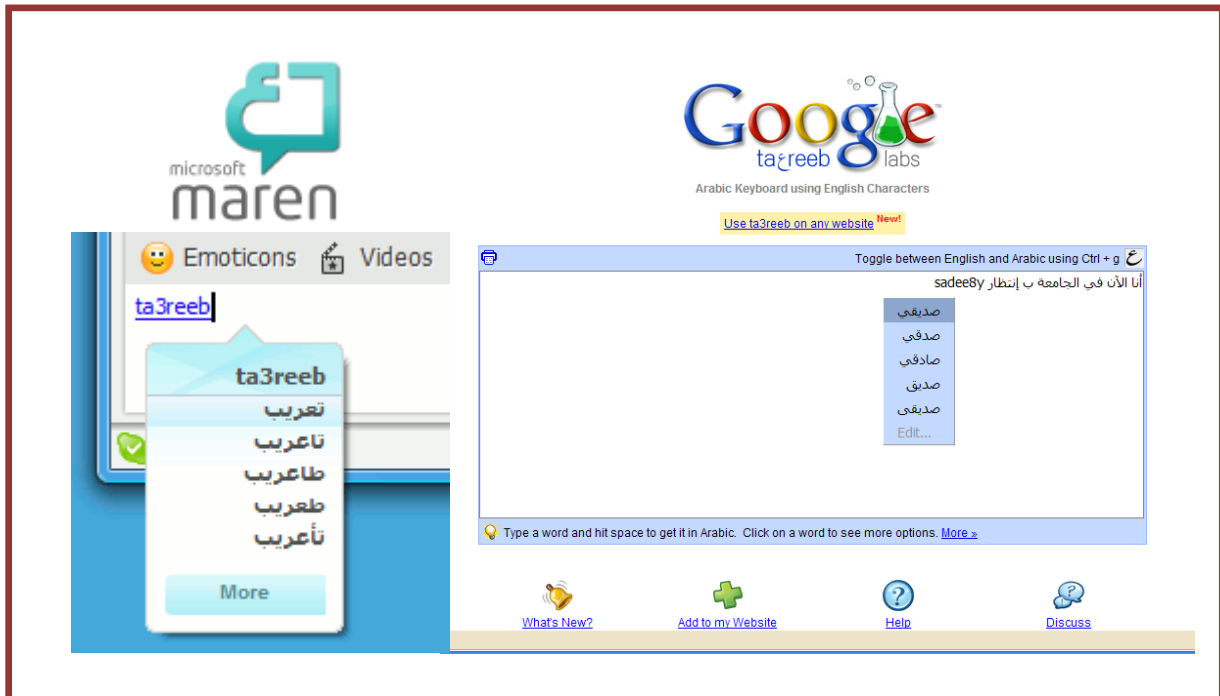 microsoft
maren
Emoticons Videos
ta3reeb
ta3reeb
تعريب
تاعريب
طاعريب
طعريب
تأعريب
More
Google
taعreeb labs
Arabic Keyboard using English Characters
Use ta3reeb on any website New!
Toggle between English and Arabic using Ctrl + g ع
أنا الآن في الجامعة ب إنتظار sadee8y
صديقي
صدقي
صادقي
صديق
صديقى
Edit...
Type a word and hit space to get it in Arabic. Click on a word to see more options. More »
What's New? Add to my Website Help Discuss